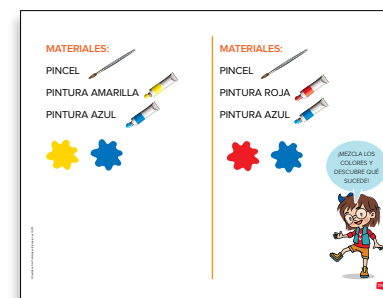 MATERIALES:
PINCEL
PINTURA AMARILLA
PINTURA AZUL
MATERIALES:
PINCEL
PINTURA ROJA
PINTURA AZUL
¡MEZCLA LOS
COLORES Y
DESCUBRE QUÉ
SUCEDE!